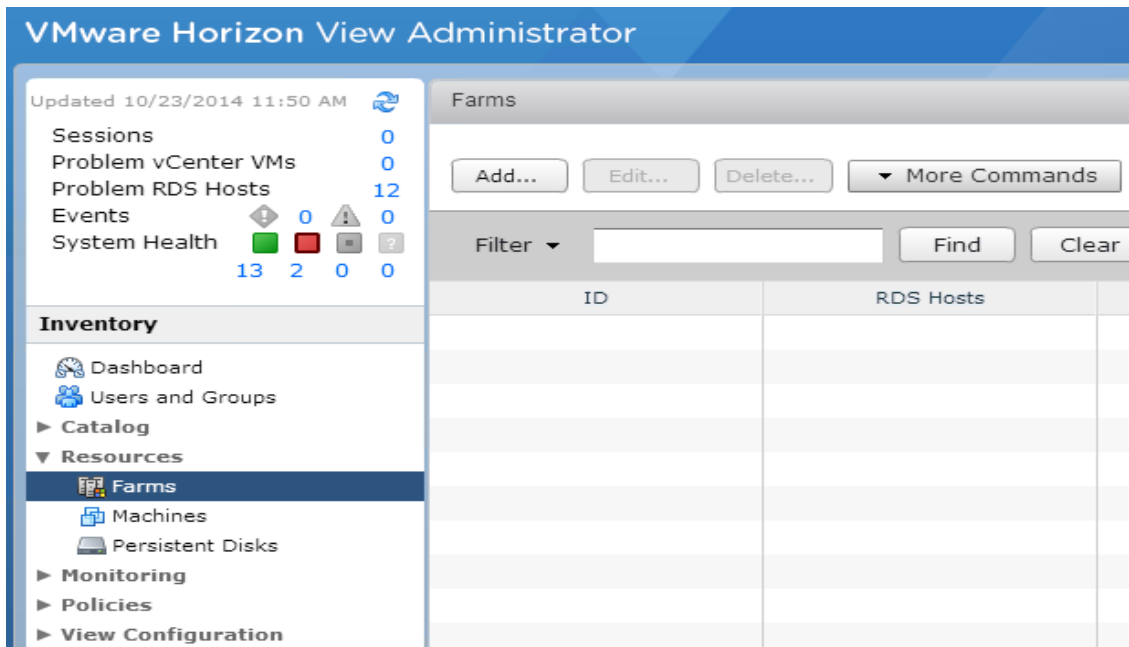 VMware Horizon View Administrator
Updated 10/23/2014 11:50 AM
Sessions 0
Problem vCenter VMs 0
Problem RDS Hosts 12
Events 0 0
System Health ?
13 2 0 0
Inventory
Dashboard
Users and Groups
Catalog
Resources
Farms
Machines
Persistent Disks
Monitoring
Policies
View Configuration
Farms
Add... Edit... Delete... More Commands
Filter Find Clear
ID RDS Hosts